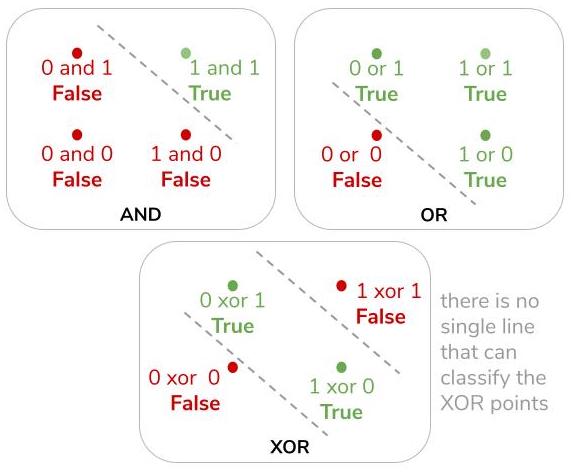 0 and 1
False
1 and 1
True
0 and 0
False
1 and 0
False
AND
0 or 1
True
1 or 1
True
0 or 0
False
1 or 0
True
OR
0 xor 1
True
1 xor 1
False
0 xor 0
False
1 xor 0
True
XOR
there is no
single line
that can
classify the
XOR points